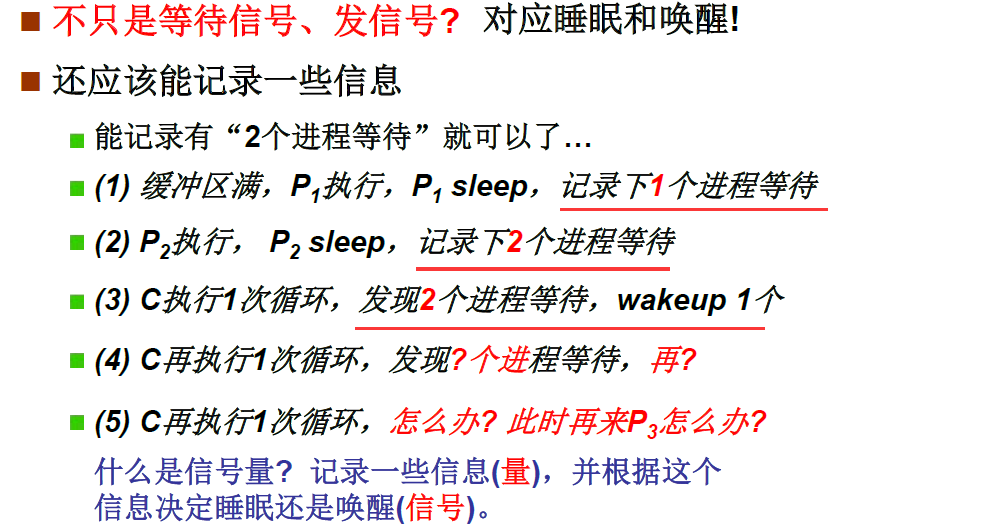 不只是等待信号、发信号? 对应睡眠和唤醒!
还应该能记录一些信息
能记录有“2个进程等待”就可以了…
(1) 缓冲区满，P1执行，P1 sleep，记录下1个进程等待
(2) P2执行， P2 sleep，记录下2个进程等待
(3) C执行1次循环，发现2个进程等待，wakeup 1个
(4) C再执行1次循环，发现?个进程等待，再?
(5) C再执行1次循环，怎么办? 此时再来P3怎么办?
什么是信号量? 记录一些信息(量)，并根据这个
信息决定睡眠还是唤醒(信号)。